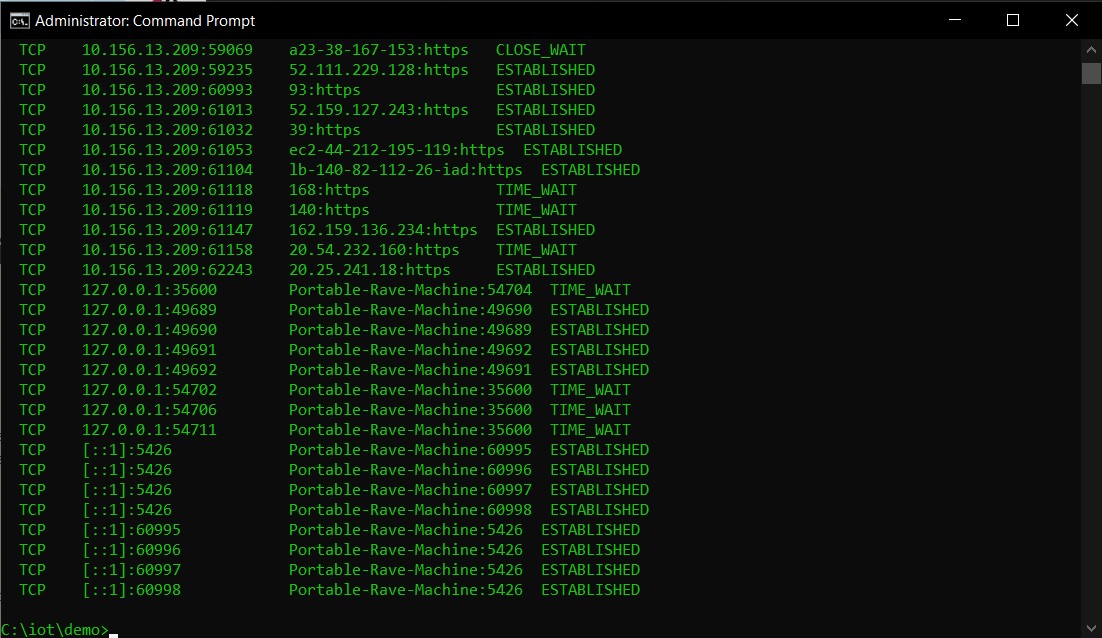 Administrator: Command Prompt
TCP 10.156.13.209:59069 a23-38-167-153:https CLOSE_WAIT
TCP 10.156.13.209:59235 52.111.229.128:https ESTABLISHED
TCP 10.156.13.209:60993 93:https ESTABLISHED
TCP 10.156.13.209:61013 52.159.127.243:https ESTABLISHED
TCP 10.156.13.209:61032 39:https ESTABLISHED
TCP 10.156.13.209:61053 ec2-44-212-195-119:https ESTABLISHED
TCP 10.156.13.209:61104 lb-140-82-112-26-iad:https ESTABLISHED
TCP 10.156.13.209:61118 168:https TIME_WAIT
TCP 10.156.13.209:61119 140:https TIME_WAIT
TCP 10.156.13.209:61147 162.159.136.234:https ESTABLISHED
TCP 10.156.13.209:61158 20.54.232.160:https TIME_WAIT
TCP 10.156.13.209:62243 20.25.241.18:https ESTABLISHED
TCP 127.0.0.1:35600 Portable-Rave-Machine:54704 TIME_WAIT
TCP 127.0.0.1:49689 Portable-Rave-Machine:49690 ESTABLISHED
TCP 127.0.0.1:49690 Portable-Rave-Machine:49689 ESTABLISHED
TCP 127.0.0.1:49691 Portable-Rave-Machine:49692 ESTABLISHED
TCP 127.0.0.1:49692 Portable-Rave-Machine:49691 ESTABLISHED
TCP 127.0.0.1:54702 Portable-Rave-Machine:35600 TIME_WAIT
TCP 127.0.0.1:54706 Portable-Rave-Machine:35600 TIME_WAIT
TCP 127.0.0.1:54711 Portable-Rave-Machine:35600 TIME_WAIT
TCP [::1]:5426 Portable-Rave-Machine:60995 ESTABLISHED
TCP [::1]:5426 Portable-Rave-Machine:60996 ESTABLISHED
TCP [::1]:5426 Portable-Rave-Machine:60997 ESTABLISHED
TCP [::1]:5426 Portable-Rave-Machine:60998 ESTABLISHED
TCP [::1]:60995 Portable-Rave-Machine:5426 ESTABLISHED
TCP [::1]:60996 Portable-Rave-Machine:5426 ESTABLISHED
TCP [::1]:60997 Portable-Rave-Machine:5426 ESTABLISHED
TCP [::1]:60998 Portable-Rave-Machine:5426 ESTABLISHED
C:\iot\demo>